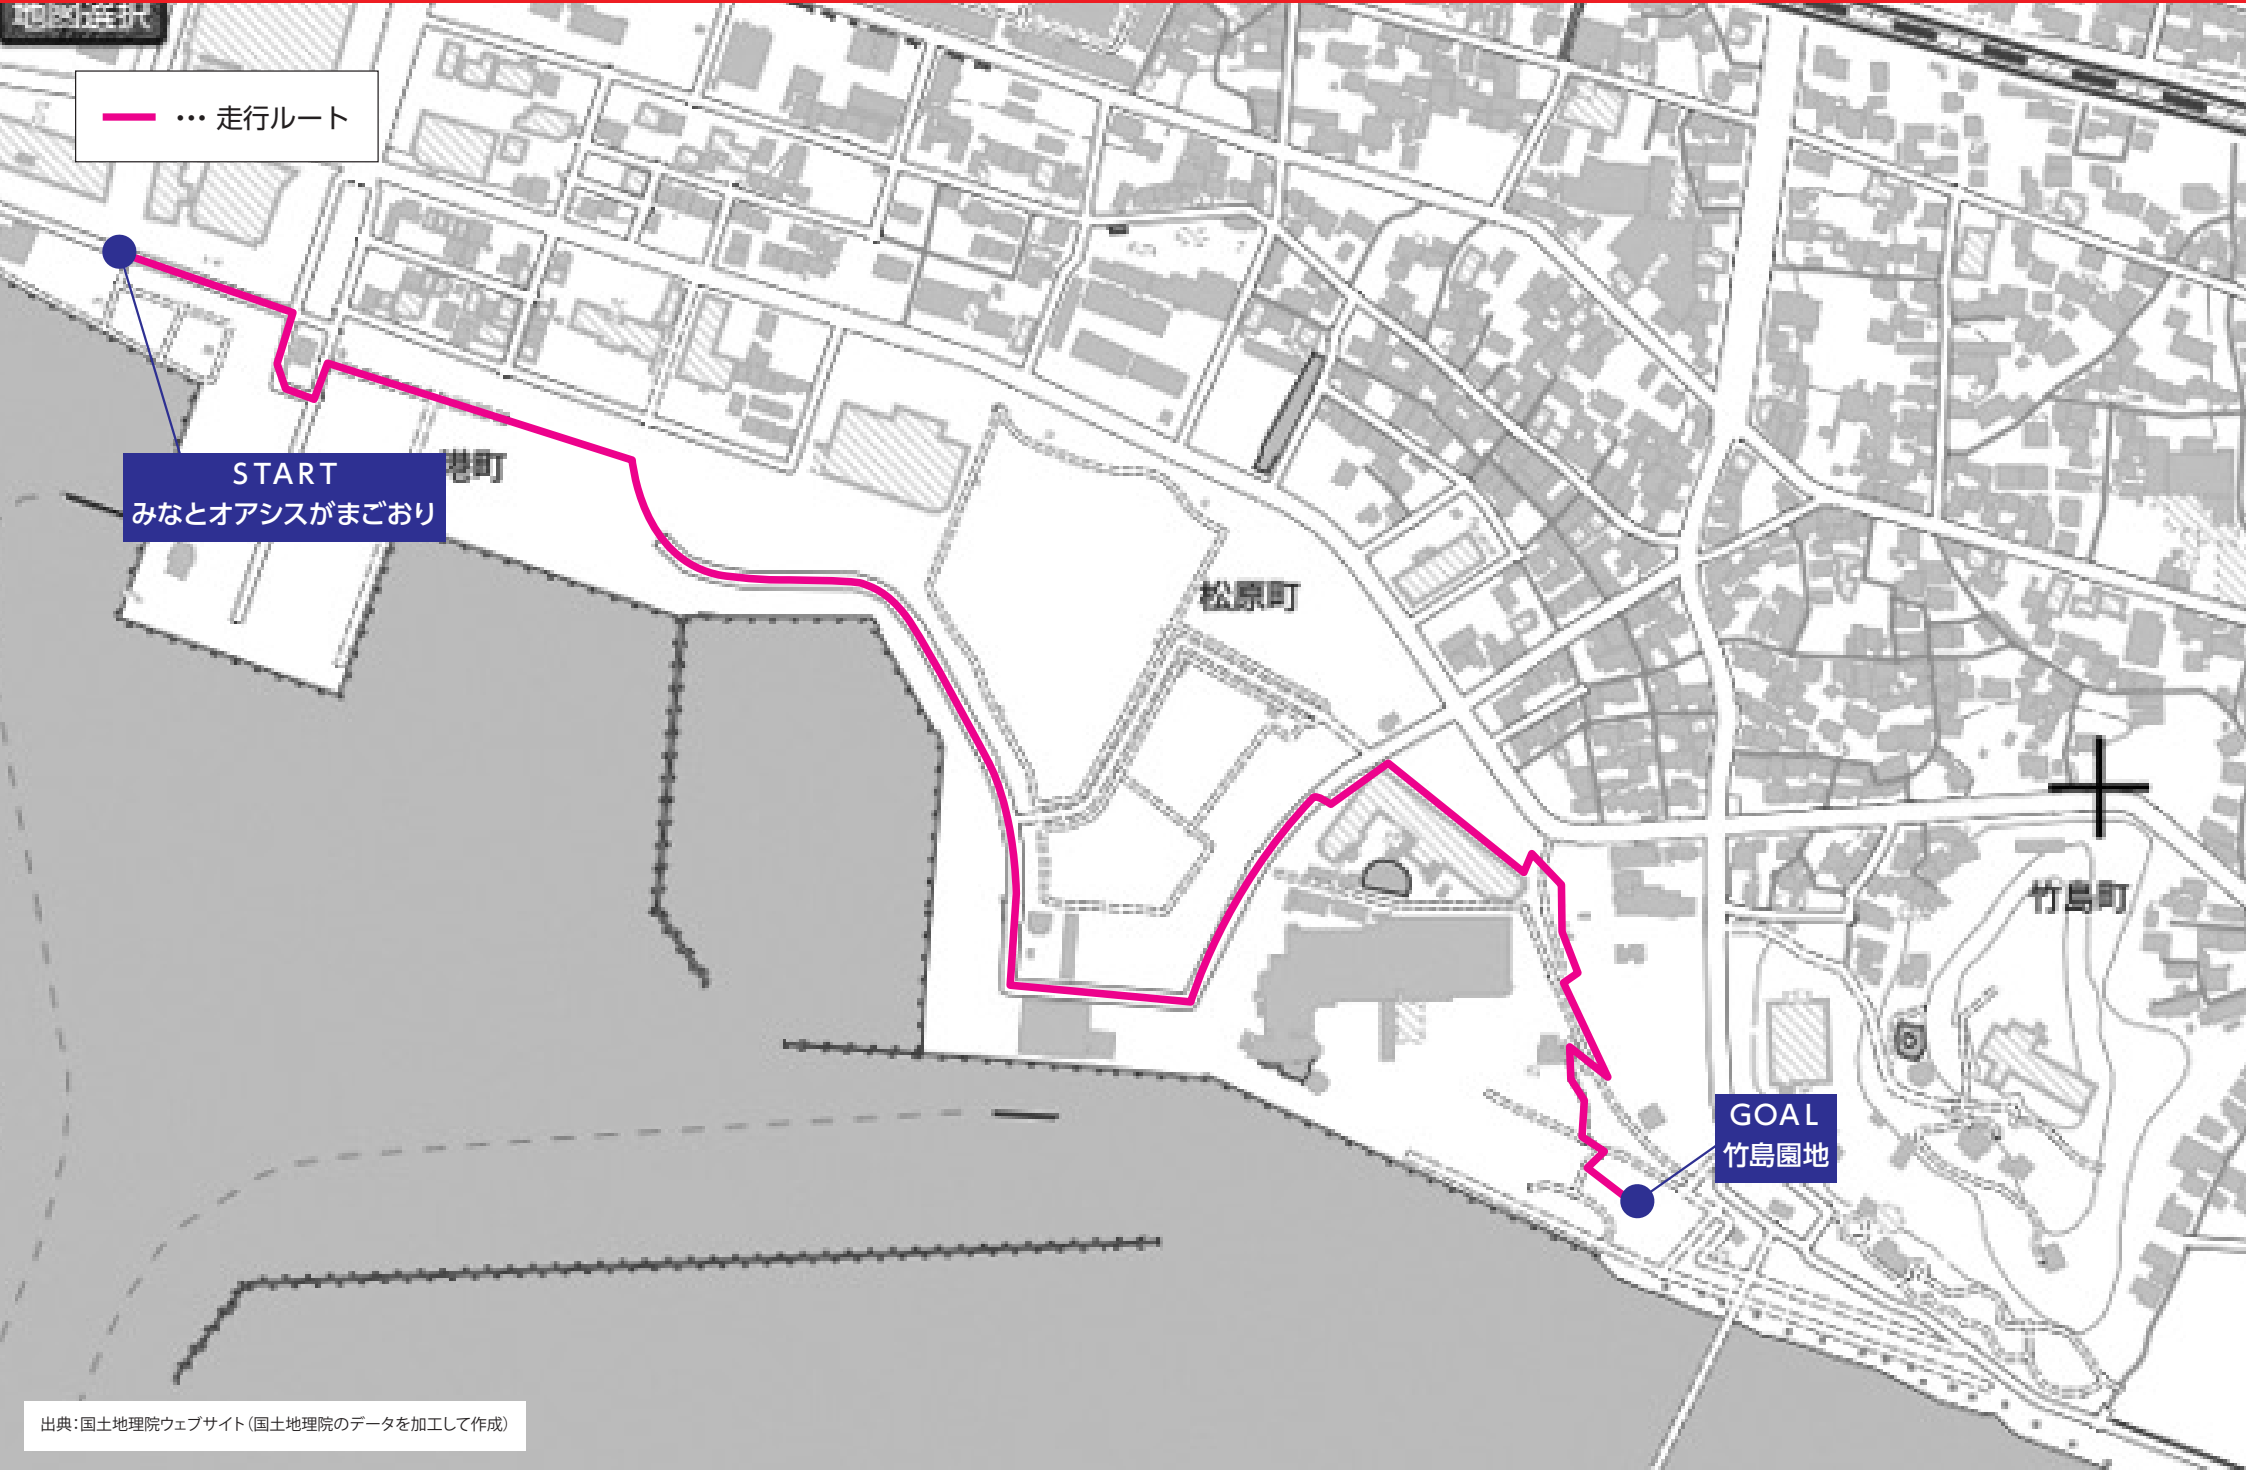 地図選択
… 走行ルート
START
みなとオアシスがまごおり
港町
松原町
竹島町
GOAL
竹島園地
出典：国土地理院ウェブサイト（国土地理院のデータを加工して作成）